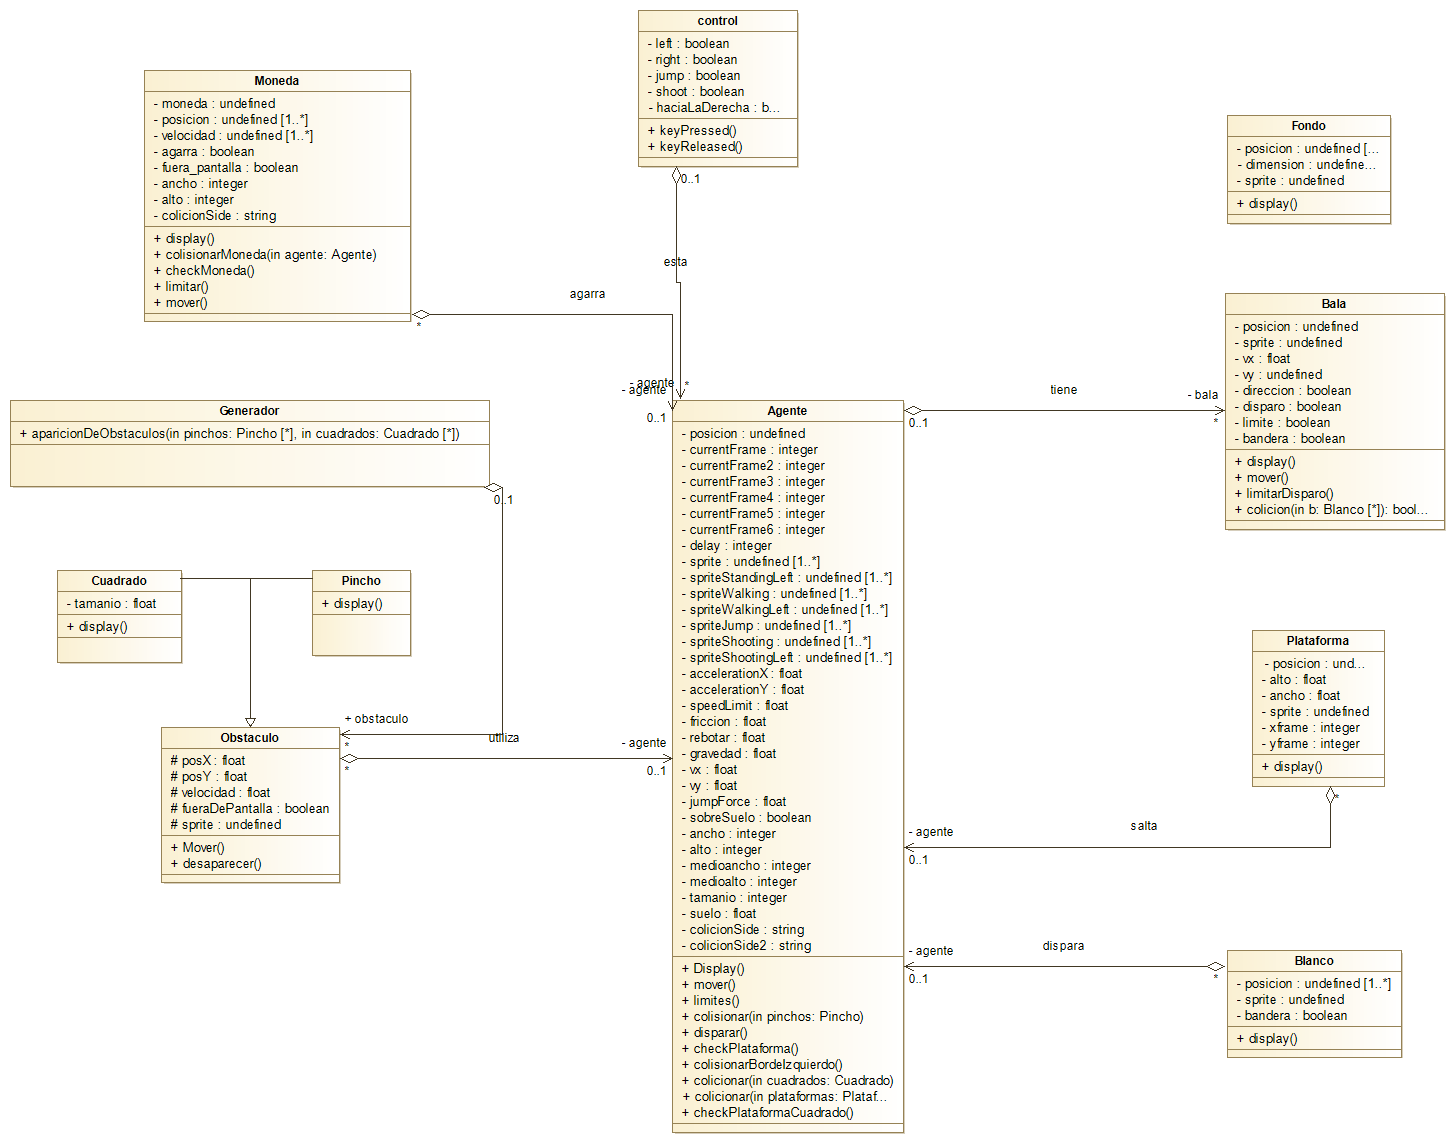 control
- left : boolean
- right : boolean
- jump : boolean
- shoot : boolean
- haciaLaDerecha : b...
+ keyPressed()
+ keyReleased()
0..1
esta
- agente
*
Moneda
- moneda : undefined
- posicion : undefined [1..*]
- velocidad : undefined [1..*]
- agarra : boolean
- fuera_pantalla : boolean
- ancho : integer
- alto : integer
- colicionSide : string
+ display()
+ colisionarMoneda(in agente: Agente)
+ checkMoneda()
+ limitar()
+ mover()
*
agarra
- agente
0..1
Fondo
- posicion : undefined [...
- dimension : undefine...
- sprite : undefined
+ display()
Bala
- posicion : undefined
- sprite : undefined
- vx : float
- vy : undefined
- direccion : boolean
- disparo : boolean
- limite : boolean
- bandera : boolean
+ display()
+ mover()
+ limitarDisparo()
+ colicion(in b: Blanco [*]): bool...
0..1
tiene
- bala
*
Generador
+ aparicionDeObstaculos(in pinchos: Pincho [*], in cuadrados: Cuadrado [*])
0..1
utiliza
+ obstaculo
*
Cuadrado
- tamanio : float
+ display()
Pincho
+ display()
Obstaculo
# posX : float
# posY : float
# velocidad : float
# fueraDePantalla : boolean
# sprite : undefined
+ Mover()
+ desaparecer()
*
- agente
0..1
Agente
- posicion : undefined
- currentFrame : integer
- currentFrame2 : integer
- currentFrame3 : integer
- currentFrame4 : integer
- currentFrame5 : integer
- currentFrame6 : integer
- delay : integer
- sprite : undefined [1..*]
- spriteStandingLeft : undefined [1..*]
- spriteWalking : undefined [1..*]
- spriteWalkingLeft : undefined [1..*]
- spriteJump : undefined [1..*]
- spriteShooting : undefined [1..*]
- spriteShootingLeft : undefined [1..*]
- accelerationX : float
- accelerationY : float
- speedLimit : float
- friccion : float
- rebotar : float
- gravedad : float
- vx : float
- vy : float
- jumpForce : float
- sobreSuelo : boolean
- ancho : integer
- alto : integer
- medioancho : integer
- medioalto : integer
- tamanio : integer
- suelo : float
- colicionSide : string
- colicionSide2 : string
+ Display()
+ mover()
+ limites()
+ colisionar(in pinchos: Pincho)
+ disparar()
+ checkPlataforma()
+ colisionarBordeIzquierdo()
+ colicionar(in cuadrados: Cuadrado)
+ colicionar(in plataformas: Plataf...
+ checkPlataformaCuadrado()
Plataforma
- posicion : und...
- alto : float
- ancho : float
- sprite : undefined
- xframe : integer
- yframe : integer
+ display()
*
salta
- agente
0..1
Blanco
- posicion : undefined [1..*]
- sprite : undefined
- bandera : boolean
+ display()
*
dispara
- agente
0..1